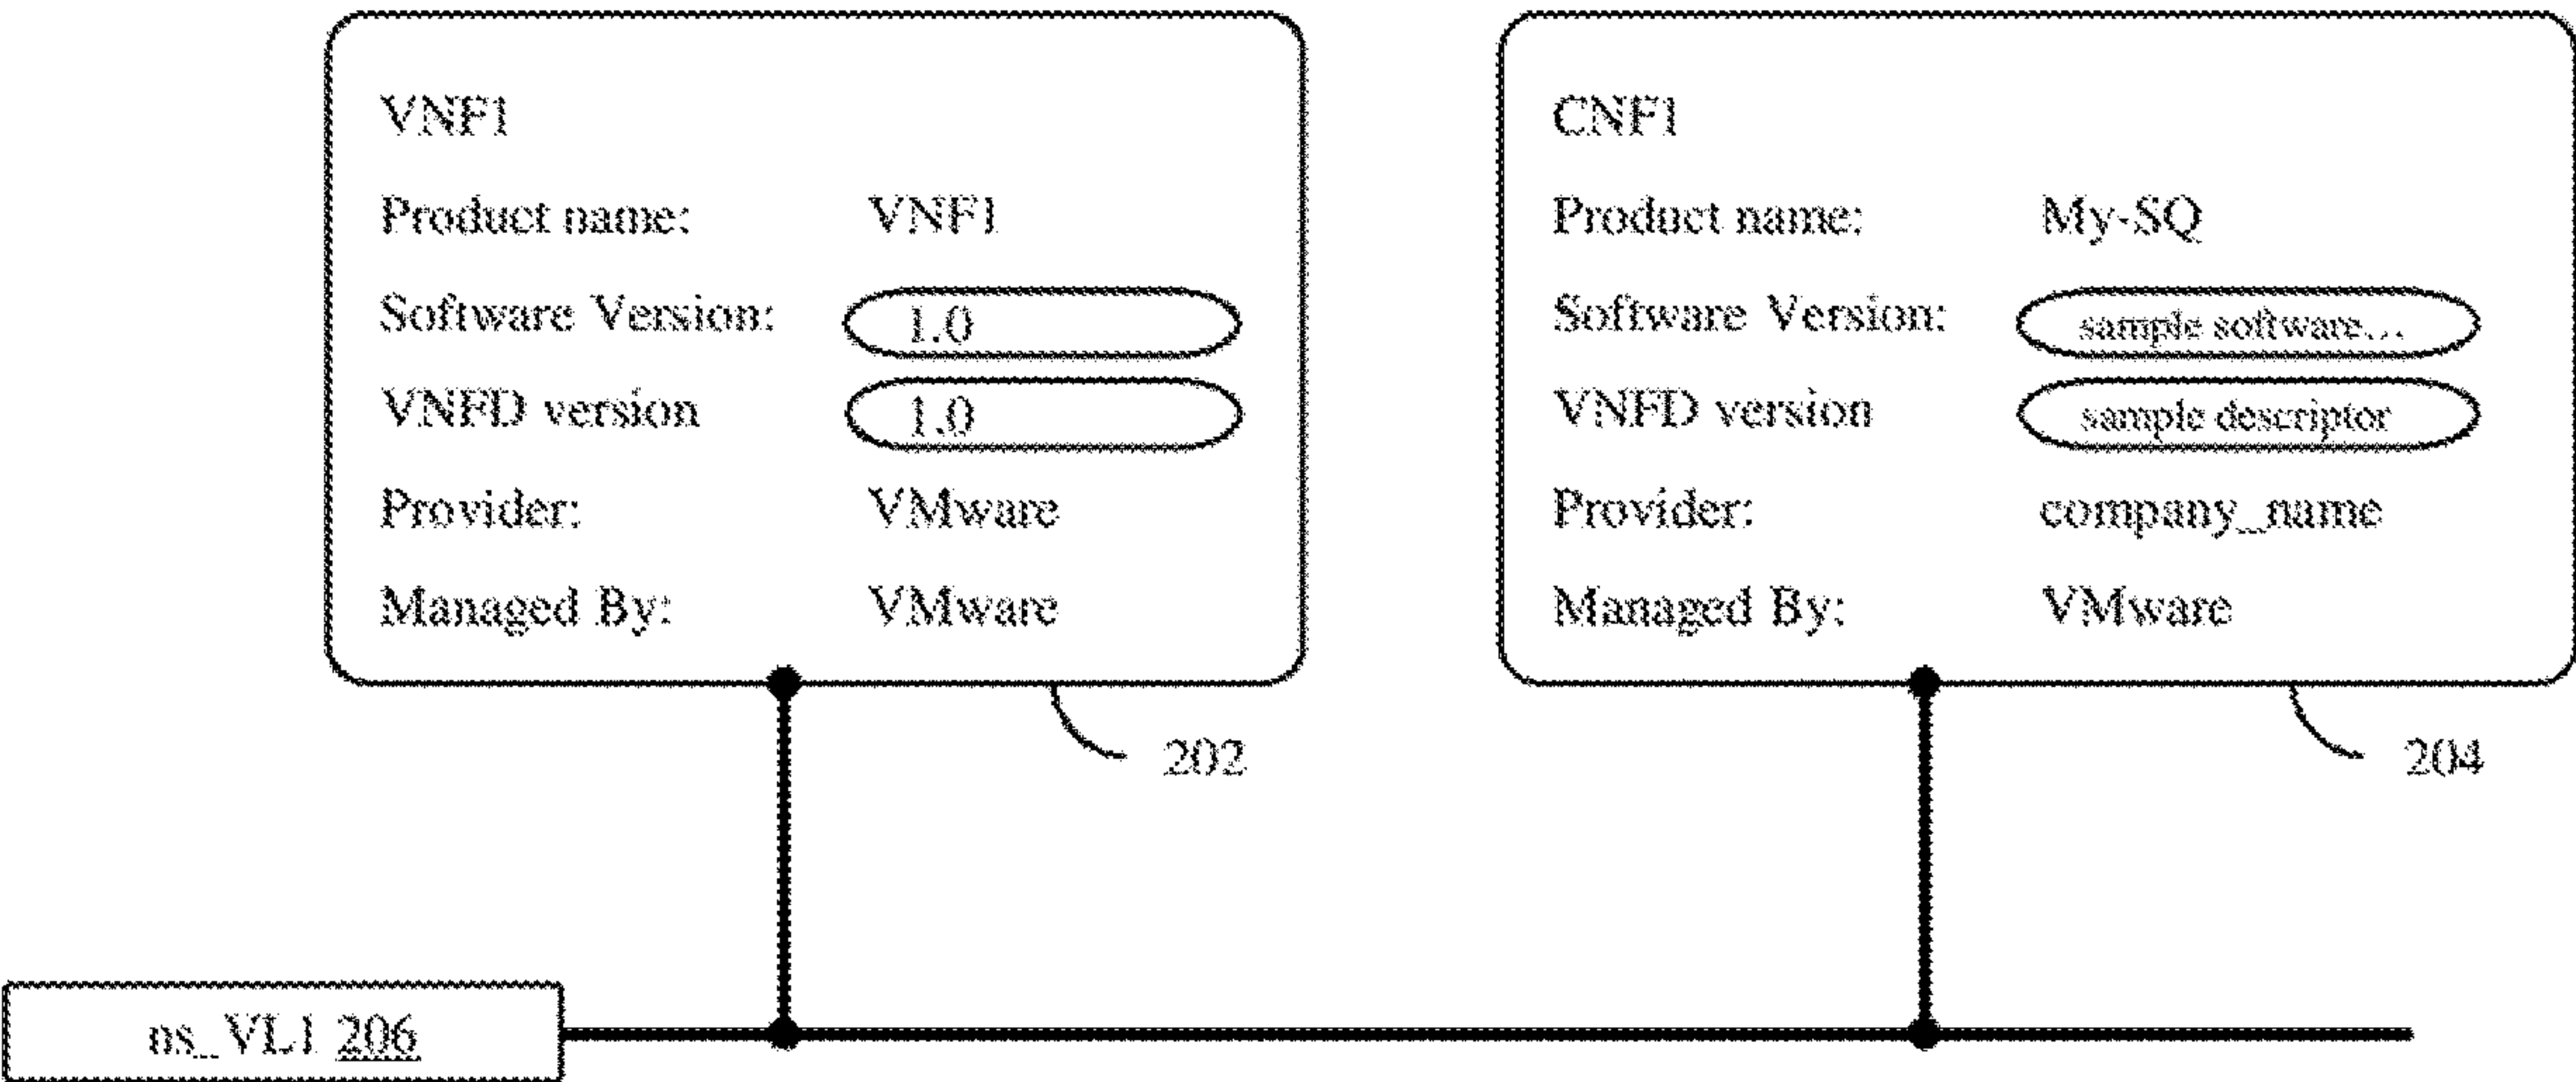 VNF1
Product name: VNF1
Software Version: 1.0
VNFD version 1.0
Provider: VMware
Managed By: VMware
202
CNF1
Product name: My-SQ
Software Version: sample software...
VNFD version sample descriptor
Provider: company_name
Managed By: VMware
204
ns_VL1 206